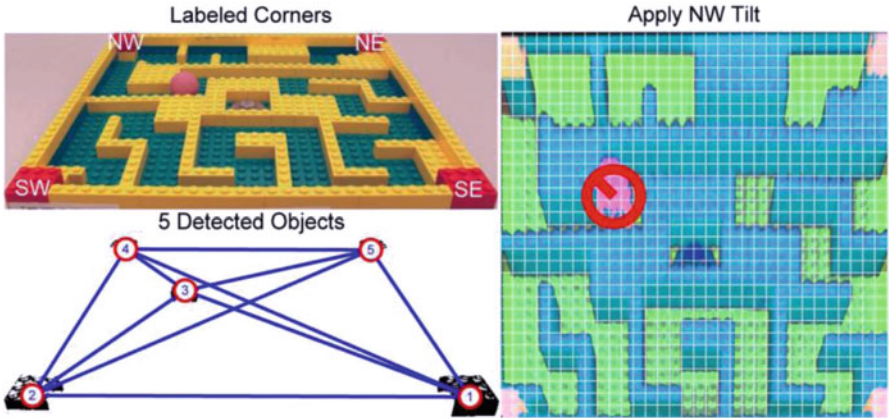 Labeled Corners
NW
NE
SW
SE
5 Detected Objects
4
5
3
2
1
Apply NW Tilt